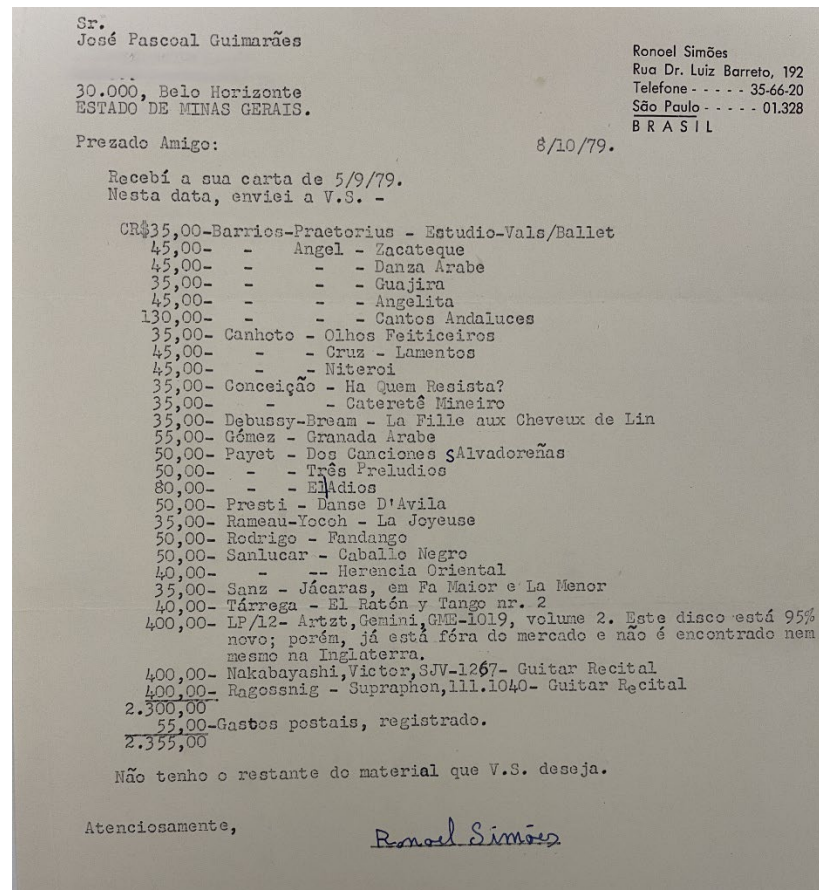 Sr.
José Pascoal Guimarães
30.000, Belo Horizonte
ESTADO DE MINAS GERAIS.
Ronoel Simões
Rua Dr. Luiz Barreto, 192
Telefone - - - - - 35-66-20
São Paulo - - - - - 01.328
BRASIL
Prezado Amigo:
8/10/79.
Recebí a sua carta de 5/9/79.
Nesta data, enviei a V.S. -
CR$35,00-Barrios-Praetorius - Estudio-Vals/Ballet
45,00- - Angel - Zacateque
45,00- - - - Danza Arabe
35,00- - - - Guajira
45,00- - - - Angelita
130,00- - - - Cantos Andaluces
35,00- Canhoto - Olhos Feiticeiros
45,00- - - Cruz - Lamentos
45,00- - - Niteroi
35,00- Conceição - Ha Quem Resista?
35,00- - - Cateretê Mineiro
35,00- Debussy-Bream - La Fille aux Cheveux de Lin
55,00- Gómez - Granada Arabe
50,00- Payet - Dos Canciones SAlvadoreñas
50,00- - - Três Preludios
80,00- - - El Adios
50,00- Presti - Danse D'Avila
35,00- Rameau-Yocoh - La Joyeuse
50,00- Rodrigo - Fandango
50,00- Sanlucar - Caballo Negro
40,00- - -- Herencia Oriental
35,00- Sanz - Jácaras, em Fa Maior e La Menor
40,00- Tárrega - El Ratón y Tango nr. 2
400,00- LP/12- Artzt,Gemini,GME-1019, volume 2. Este disco está 95%
novo; porém, já está fóra do mercado e não é encontrado nem
mesmo na Inglaterra.
400,00- Nakabayashi,Victor,SJV-1267- Guitar Recital
400,00- Ragossnig - Supraphon,111.1040- Guitar Recital
2.300,00
55,00-Gastos postais, registrado.
2.355,00
Não tenho o restante do material que V.S. deseja.
Atenciosamente,
Ronoel Simões